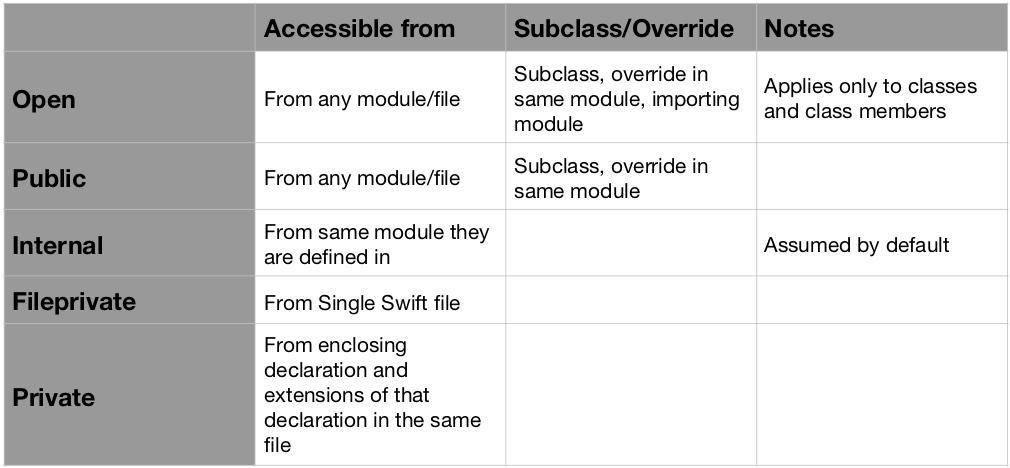 Accessible from
Subclass/Override
Notes
Open
From any module/file
Subclass, override in
same module, importing
module
Applies only to classes
and class members
Public
From any module/file
Subclass, override in
same module
Internal
From same module they
are defined in
Assumed by default
Fileprivate
From Single Swift file
Private
From enclosing
declaration and
extensions of that
declaration in the same
file